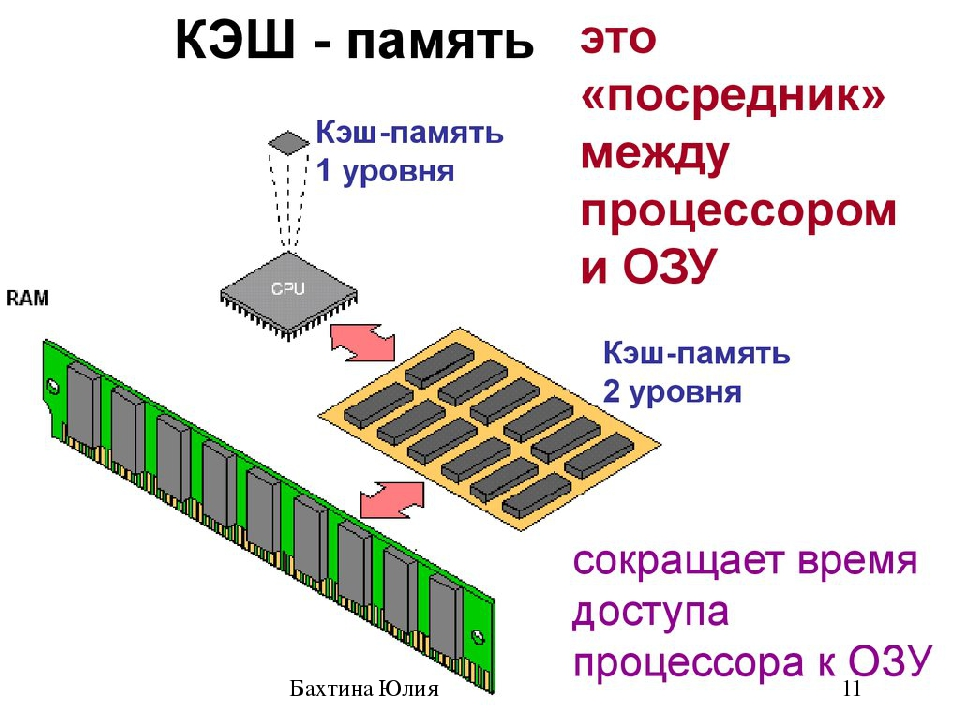 КЭШ - память
это
«посредник»
между
процессором
и ОЗУ
Кэш-память
1 уровня
CPU
RAM
Кэш-память
2 уровня
сокращает время
доступа
процессора к ОЗУ
Бахтина Юлия
11